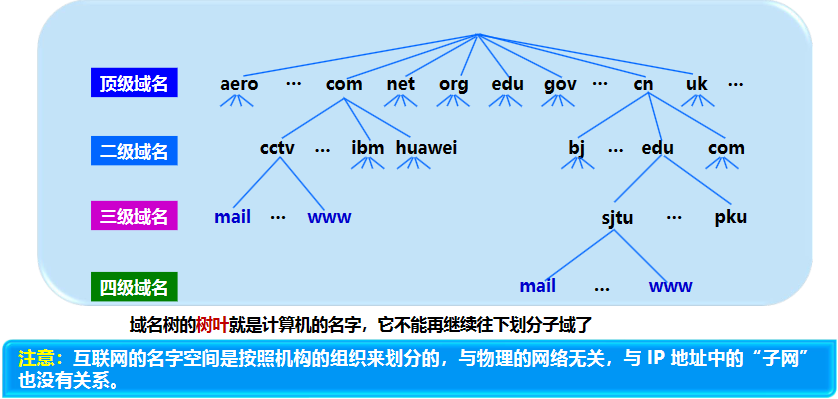 顶级域名 aero … com net org edu gov … cn uk …
二级域名 cctv … ibm huawei bj … edu com
三级域名 mail … www sjtu … pku
四级域名 mail … www
域名树的树叶就是计算机的名字，它不能再继续往下划分子域了
注意：互联网的名字空间是按照机构的组织来划分的，与物理的网络无关，与 IP 地址中的“子网”
也没有关系。